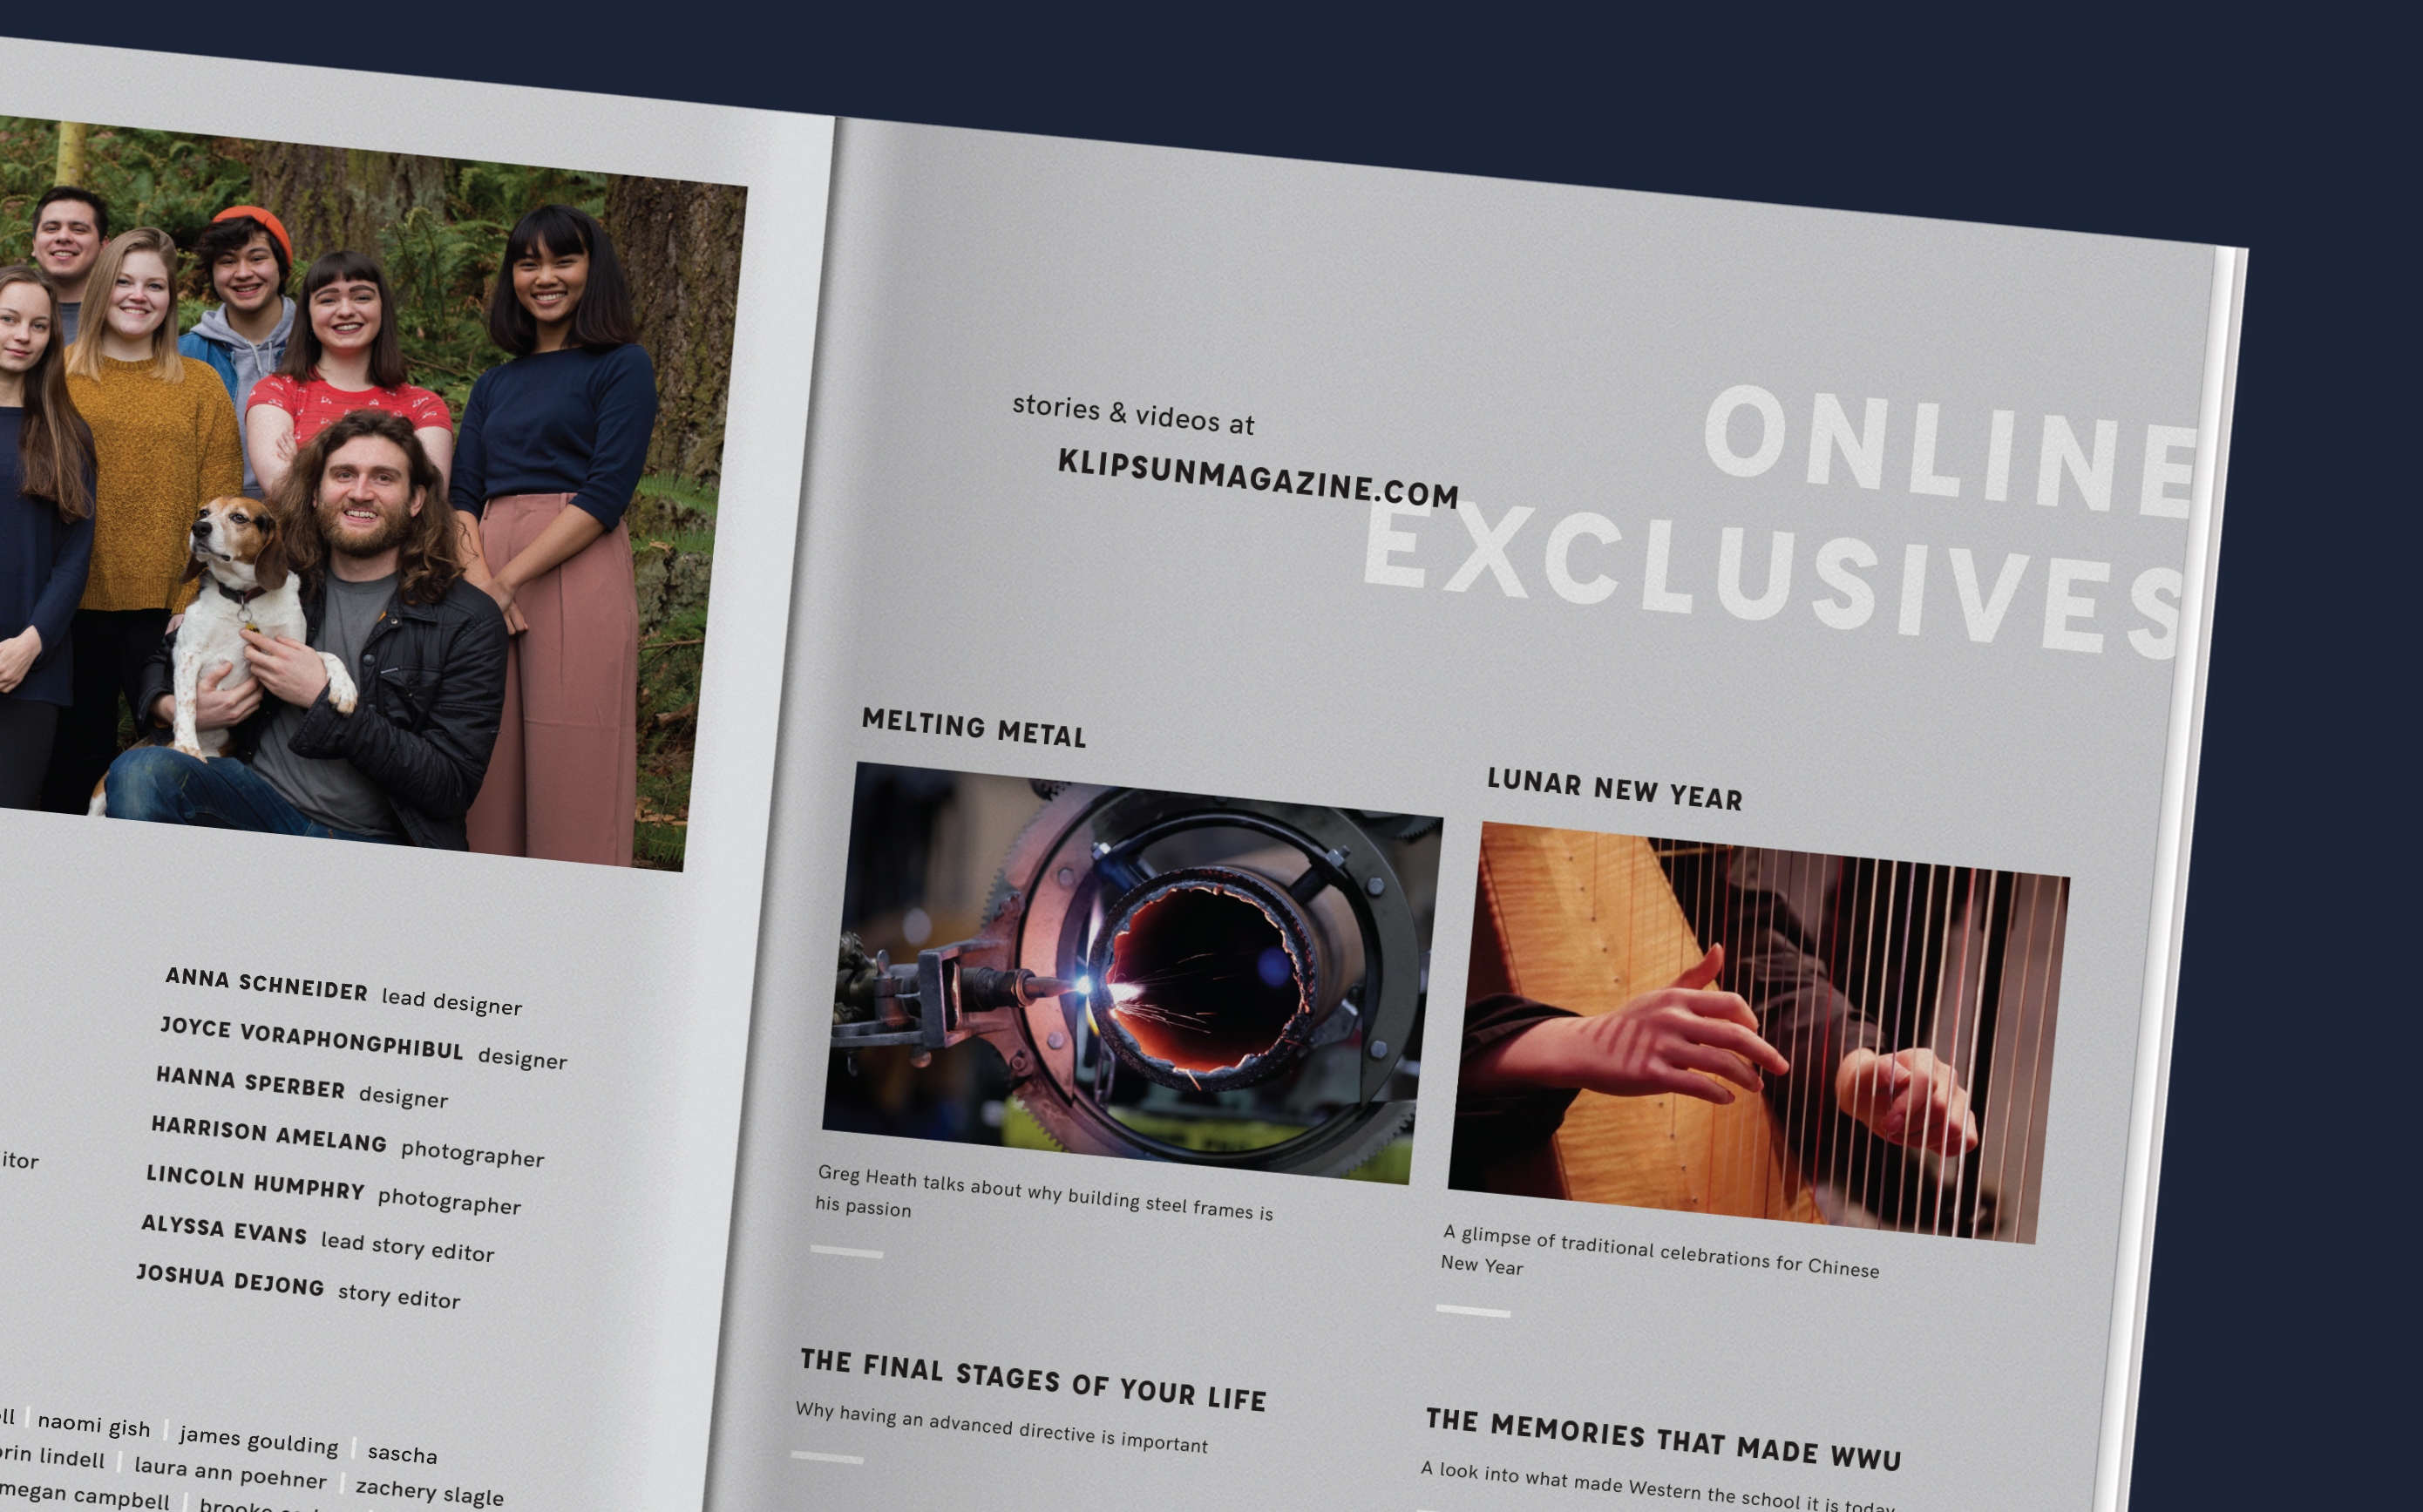 ANNA SCHNEIDER lead designer
JOYCE VORAPHONGPHIBUL designer
HANNA SPERBER designer
HARRISON AMELANG photographer
LINCOLN HUMPHRY photographer
ALYSSA EVANS lead story editor
JOSHUA DEJONG story editor
naomi gish | james goulding | sascha
lindell | laura ann poehner | zachery slagle
megan campbell |
stories & videos at
KLIPSUNMAGAZINE.COM
ONLINE
EXCLUSIVES
MELTING METAL
Greg Heath talks about why building steel frames is
his passion
LUNAR NEW YEAR
A glimpse of traditional celebrations for Chinese
New Year
THE FINAL STAGES OF YOUR LIFE
Why having an advanced directive is important
THE MEMORIES THAT MADE WWU
A look into what made Western the school it is today